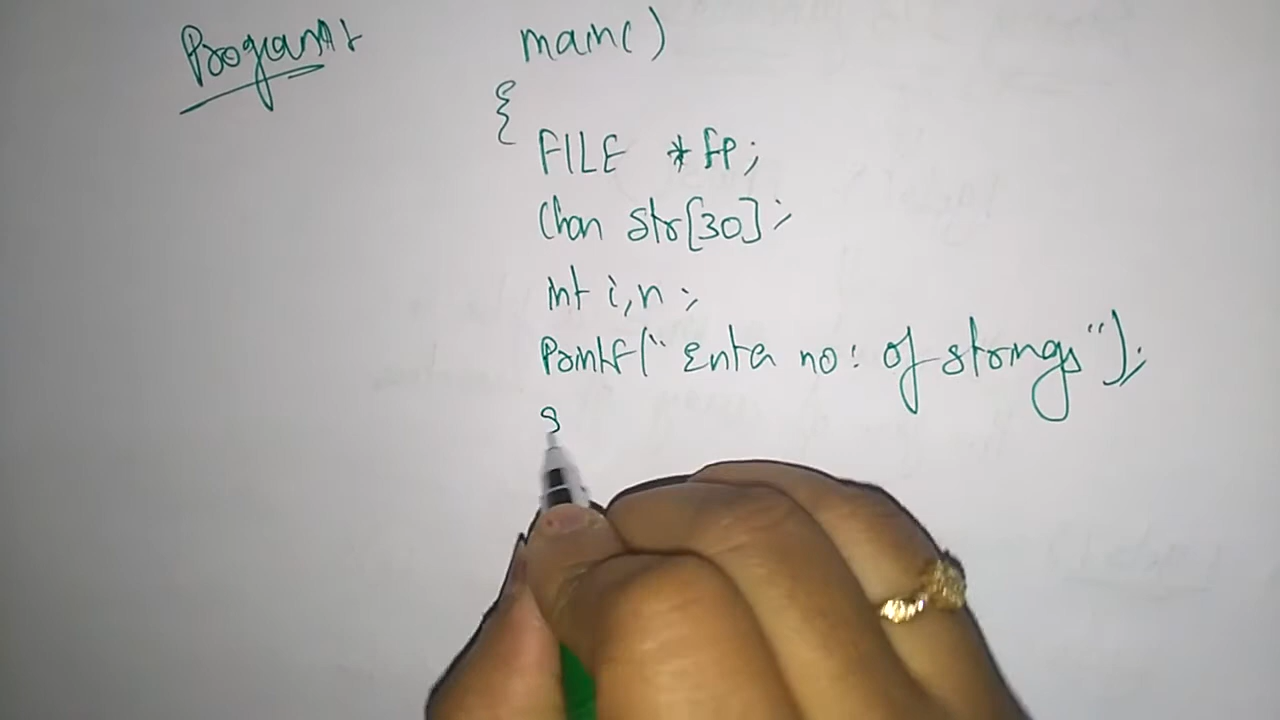 Program main()
{
FILE *fp;
Char str[30];
int i,n;
Printf(" Enter no: of strings");
s